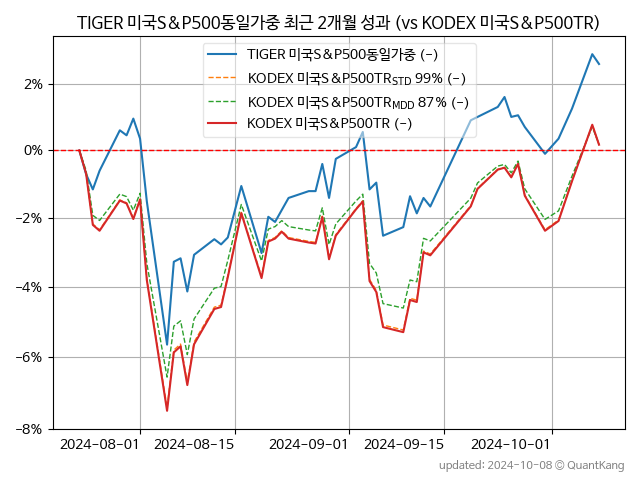 TIGER 미국S&P500동일가중 최근 2개월 성과 (vs KODEX 미국S&P500TR)
TIGER 미국S&P500동일가중 (-)
KODEX 미국S&P500TR_STD 99% (-)
KODEX 미국S&P500TR_MDD 87% (-)
KODEX 미국S&P500TR (-)
2%
0%
−2%
−4%
−6%
−8%
2024-08-01 2024-08-15 2024-09-01 2024-09-15 2024-10-01
updated: 2024-10-08 © QuantKang